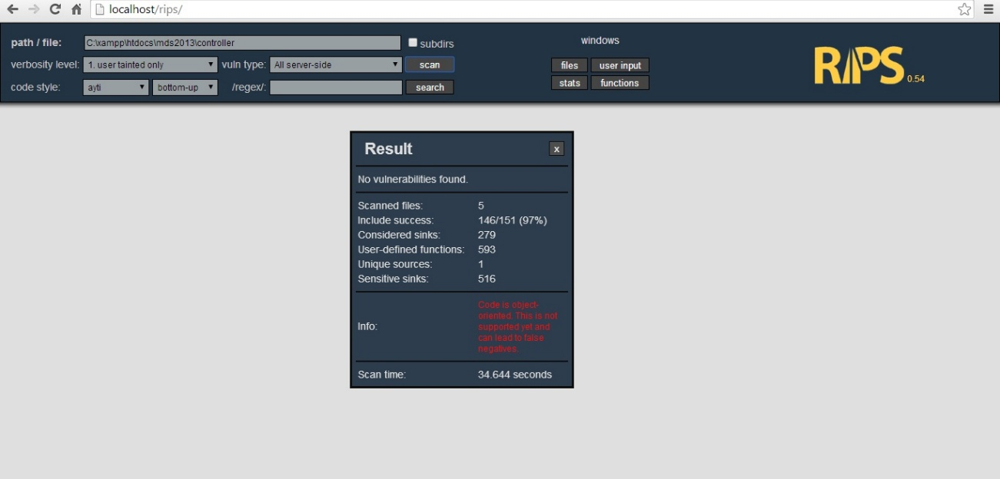 localhost/rips/
path / file: C:\xampp\htdocs\mds2013\controller subdirs windows
verbosity level: 1. user tainted only vuln type: All server-side scan files user input
code style: ayti bottom-up /regex/: search stats functions
RIPS 0.54
Result x
No vulnerabilities found.
Scanned files: 5
Include success: 146/151 (97%)
Considered sinks: 279
User-defined functions: 593
Unique sources: 1
Sensitive sinks: 516
Info: Code is object-
oriented. This is not
supported yet and
can lead to false
negatives.
Scan time: 34.644 seconds